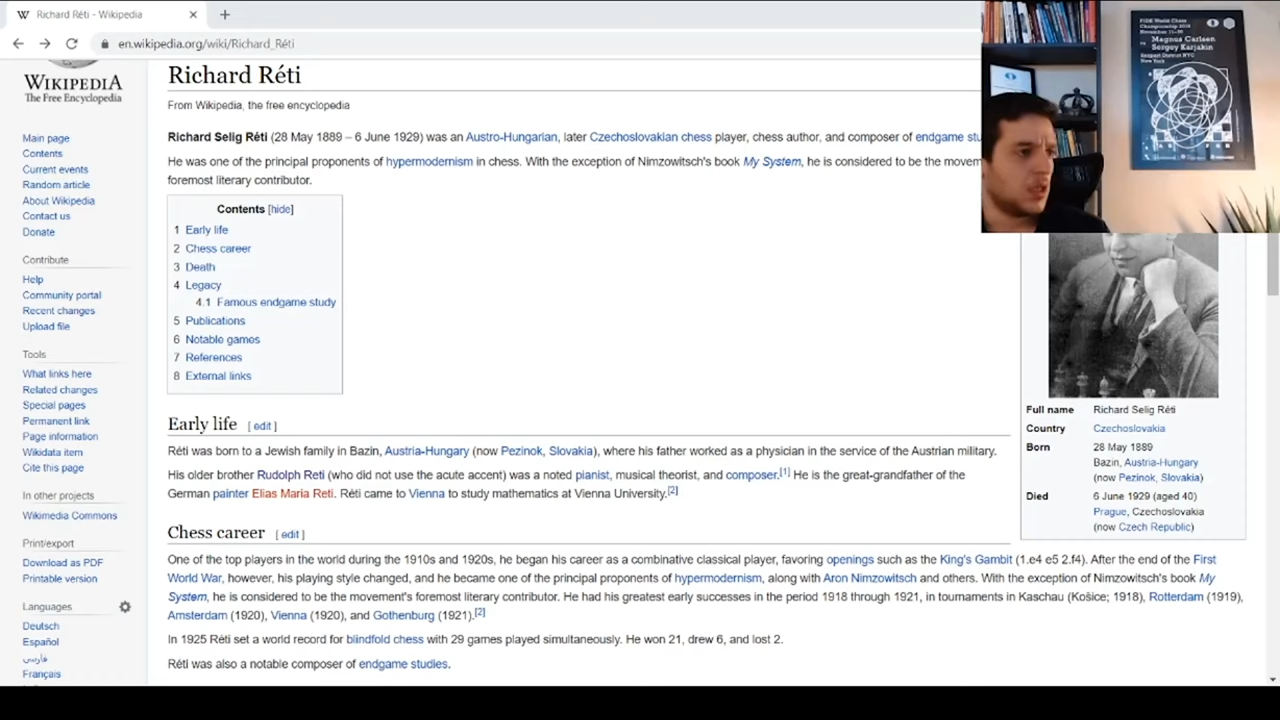 Richard Réti - Wikipedia
en.wikipedia.org/wiki/Richard_Réti
WIKIPEDIA
The Free Encyclopedia
Main page
Contents
Current events
Random article
About Wikipedia
Contact us
Donate
Contribute
Help
Community portal
Recent changes
Upload file
Tools
What links here
Related changes
Special pages
Permanent link
Page information
Wikidata item
Cite this page
In other projects
Wikimedia Commons
Print/export
Download as PDF
Printable version
Languages
Deutsch
Español
فارسی
Français
Richard Réti
From Wikipedia, the free encyclopedia
Richard Selig Réti (28 May 1889 – 6 June 1929) was an Austro-Hungarian, later Czechoslovakian chess player, chess author, and composer of endgame stu
He was one of the principal proponents of hypermodernism in chess. With the exception of Nimzowitsch's book My System, he is considered to be the movem
foremost literary contributor.
Contents [hide]
1 Early life
2 Chess career
3 Death
4 Legacy
4.1 Famous endgame study
5 Publications
6 Notable games
7 References
8 External links
Early life [ edit ]
Réti was born to a Jewish family in Bazin, Austria-Hungary (now Pezinok, Slovakia), where his father worked as a physician in the service of the Austrian military.
His older brother Rudolph Reti (who did not use the acute accent) was a noted pianist, musical theorist, and composer.[1] He is the great-grandfather of the
German painter Elias Maria Reti. Réti came to Vienna to study mathematics at Vienna University.[2]
Chess career [ edit ]
One of the top players in the world during the 1910s and 1920s, he began his career as a combinative classical player, favoring openings such as the King's Gambit (1.e4 e5 2.f4). After the end of the First
World War, however, his playing style changed, and he became one of the principal proponents of hypermodernism, along with Aron Nimzowitsch and others. With the exception of Nimzowitsch's book My
System, he is considered to be the movement's foremost literary contributor. He had his greatest early successes in the period 1918 through 1921, in tournaments in Kaschau (Košice; 1918), Rotterdam (1919),
Amsterdam (1920), Vienna (1920), and Gothenburg (1921).[2]
In 1925 Réti set a world record for blindfold chess with 29 games played simultaneously. He won 21, drew 6, and lost 2.
Réti was also a notable composer of endgame studies.
Full name Richard Selig Réti
Country Czechoslovakia
Born 28 May 1889
Bazin, Austria-Hungary
(now Pezinok, Slovakia)
Died 6 June 1929 (aged 40)
Prague, Czechoslovakia
(now Czech Republic)
FIDE World Chess
Championship 2016
November 11-30
Magnus Carlsen
Sergey Karjakin
Seaport District NYC
New York